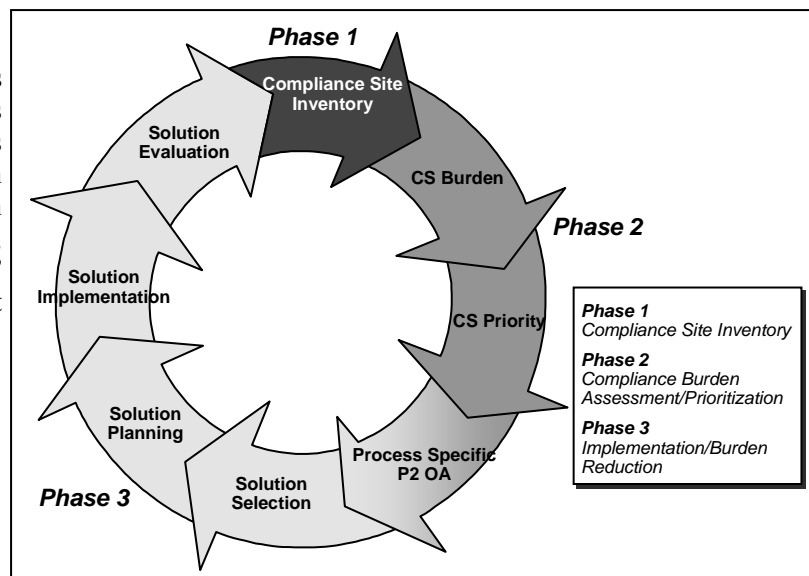 Phase 1
Compliance Site
Inventory
CS Burden
Phase 2
CS Priority
Process Specific
P2 OA
Solution
Selection
Phase 3
Solution
Planning
Solution
Implementation
Solution
Evaluation
Phase 1
Compliance Site Inventory
Phase 2
Compliance Burden
Assessment/Prioritization
Phase 3
Implementation/Burden
Reduction